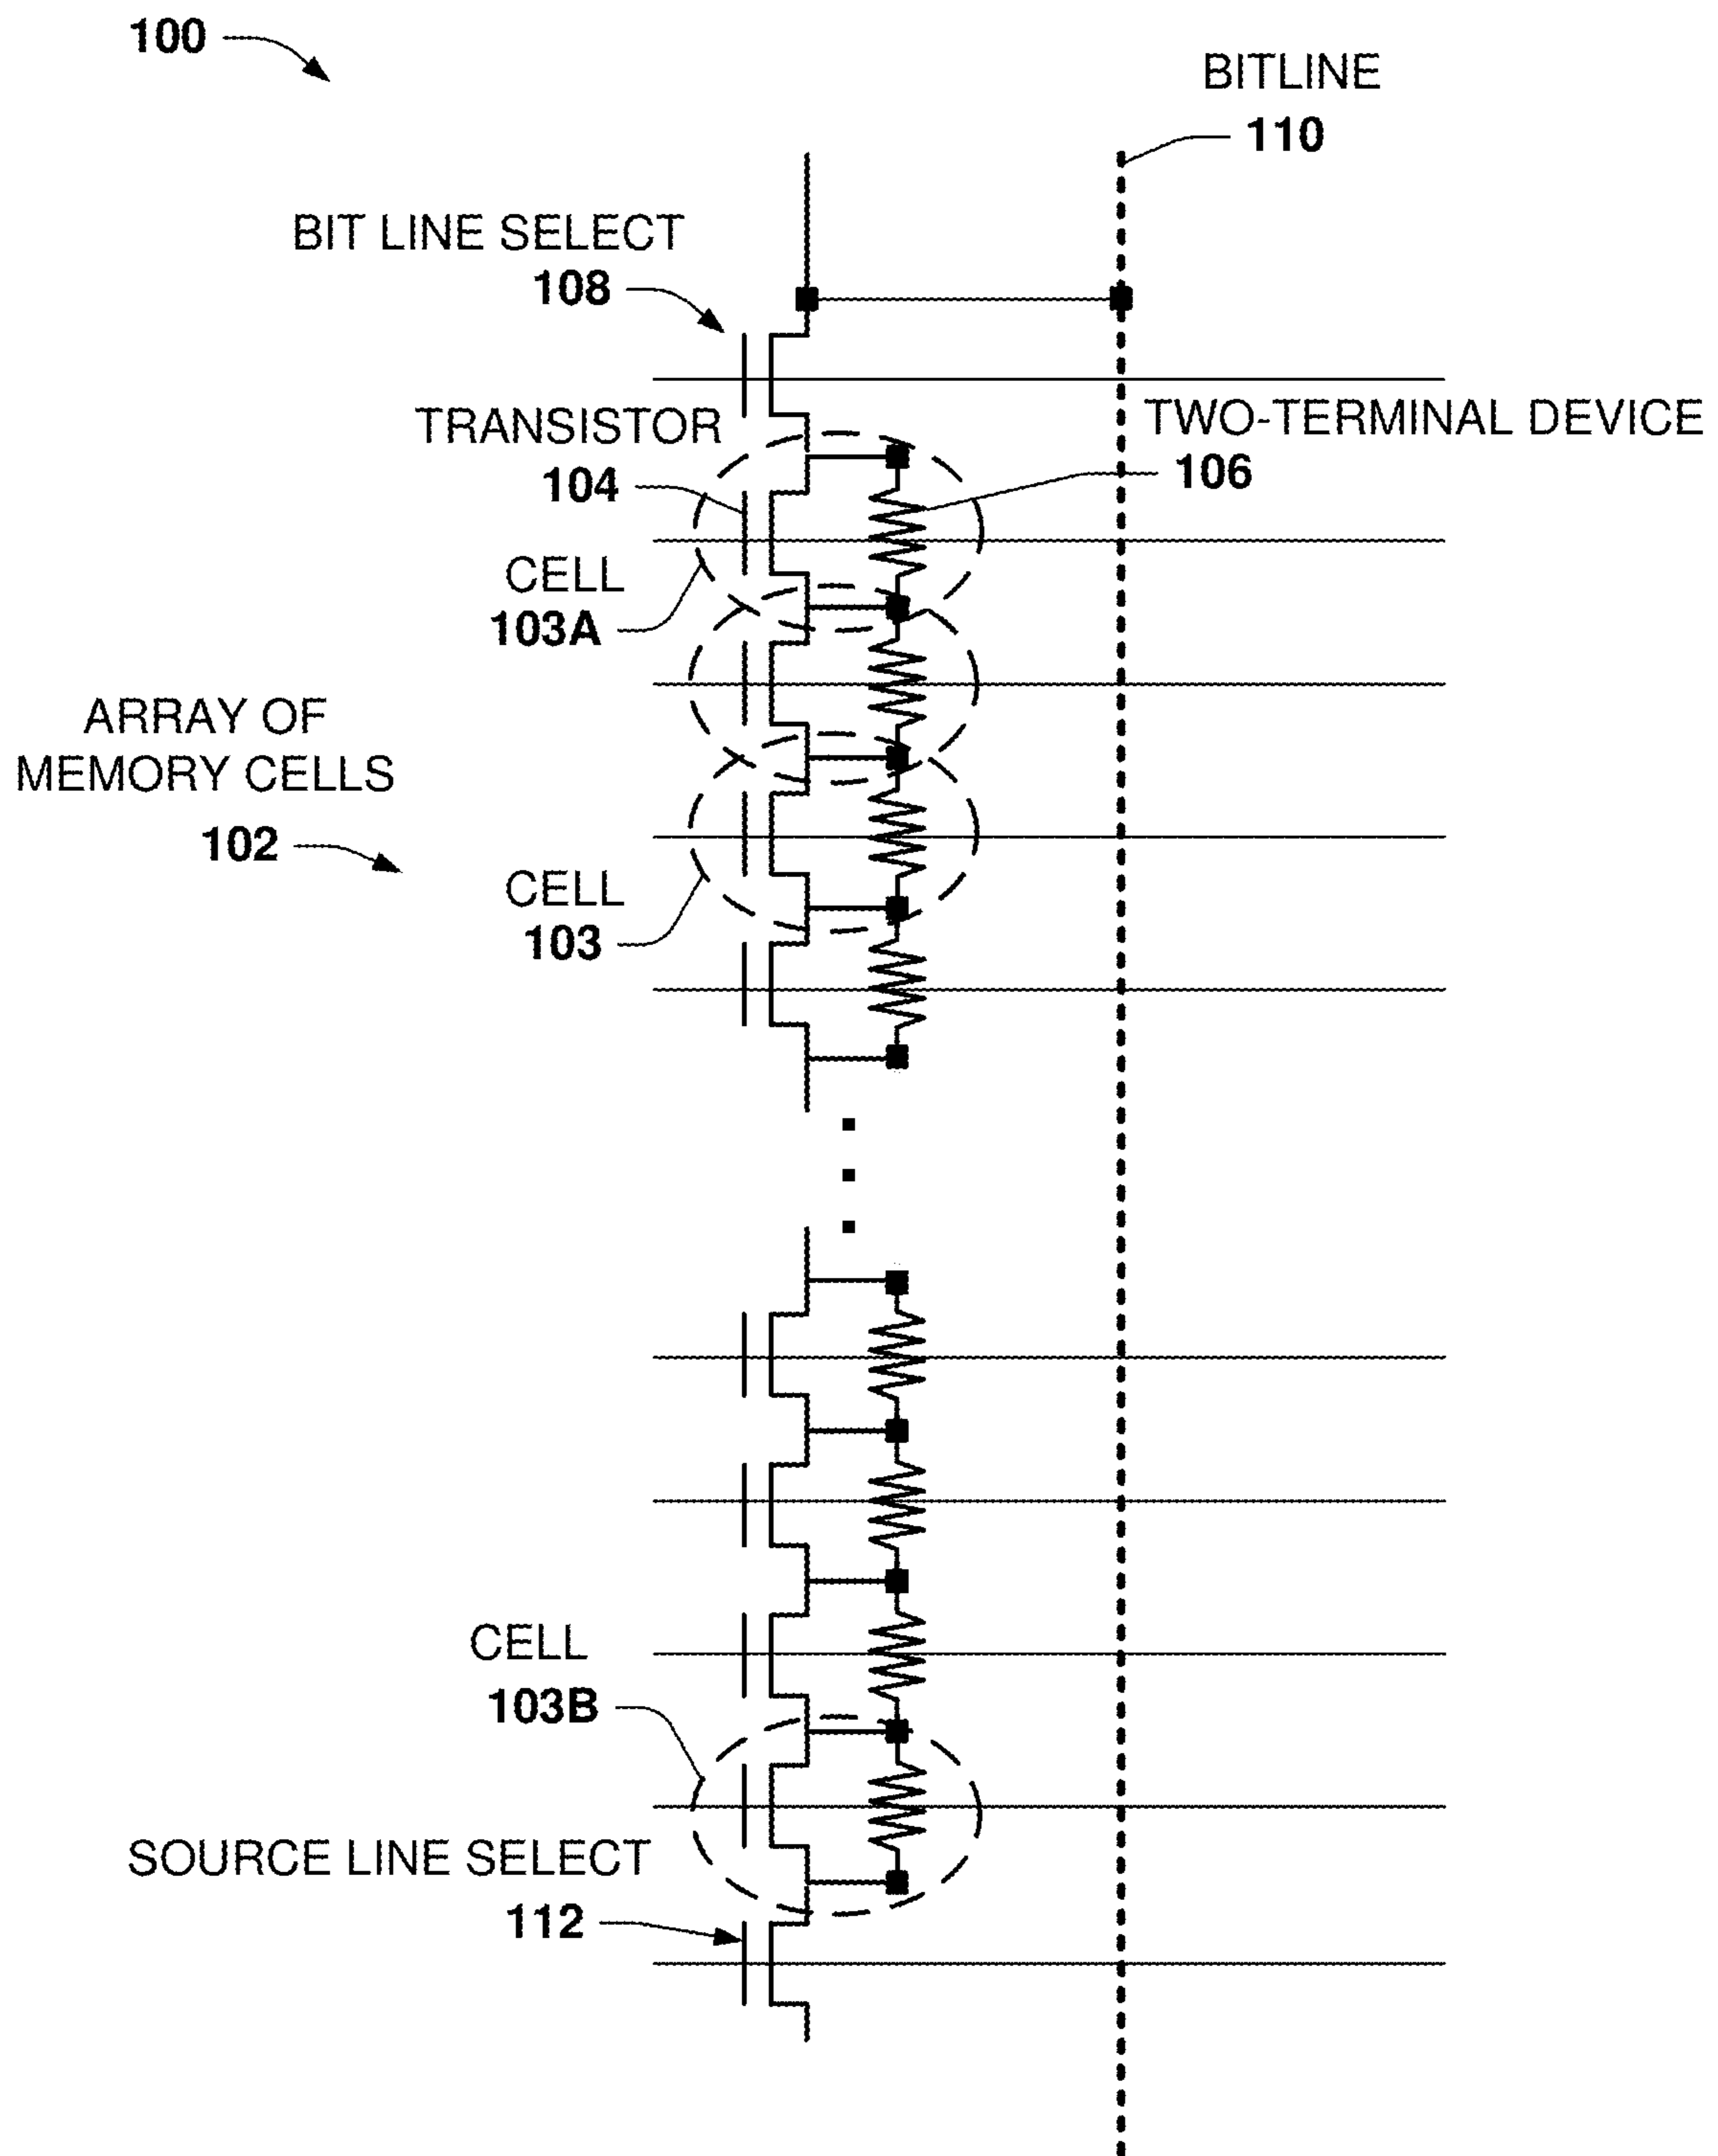 100
BITLINE
110
BIT LINE SELECT
108
TRANSISTOR
104
TWO-TERMINAL DEVICE
106
CELL
103A
ARRAY OF
MEMORY CELLS
102
CELL
103
CELL
103B
SOURCE LINE SELECT
112